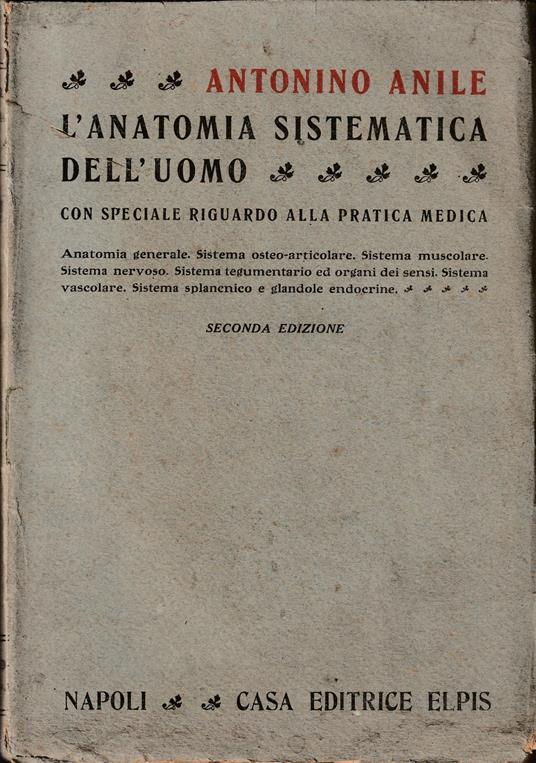 ANTONINO ANILE
L'ANATOMIA SISTEMATICA
DELL'UOMO
CON SPECIALE RIGUARDO ALLA PRATICA MEDICA
Anatomia generale. Sistema osteo-articolare. Sistema muscolare.
Sistema nervoso. Sistema tegumentario ed organi dei sensi. Sistema
vascolare. Sistema splancnico e glandole endocrine.
SECONDA EDIZIONE
NAPOLI CASA EDITRICE ELPIS